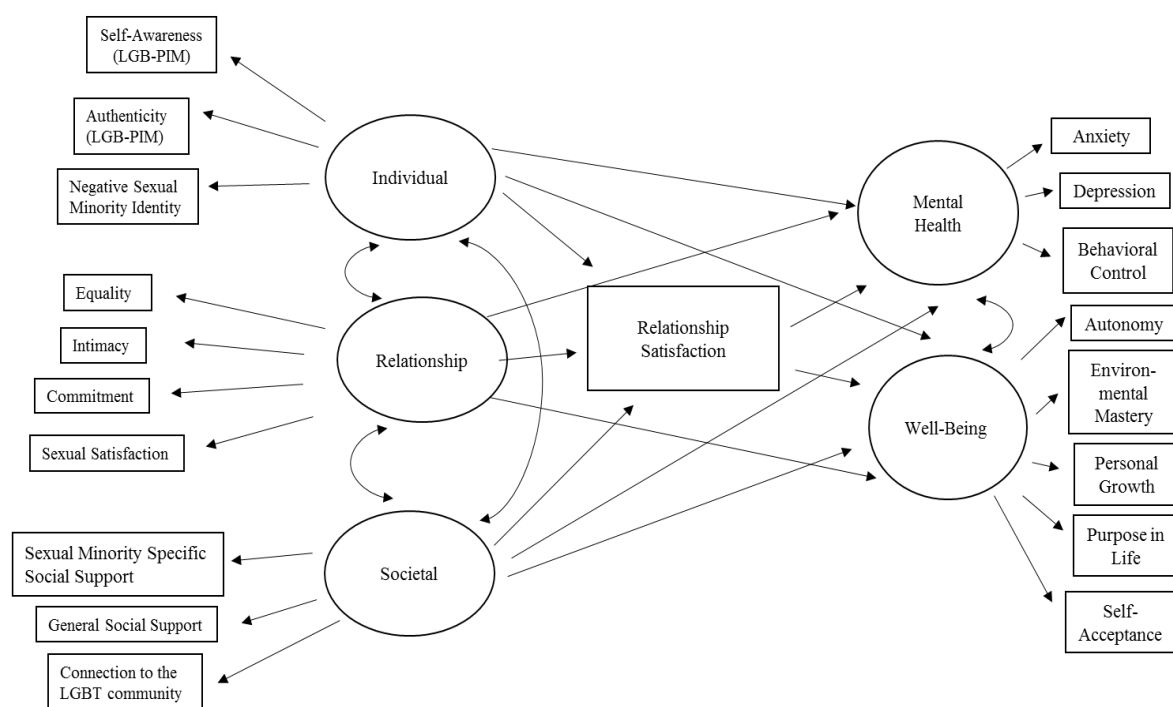 Self-Awareness
(LGB-PIM)
Authenticity
(LGB-PIM)
Negative Sexual
Minority Identity
Equality
Intimacy
Commitment
Sexual Satisfaction
Sexual Minority Specific
Social Support
General Social Support
Connection to the
LGBT community
Individual
Relationship
Societal
Relationship
Satisfaction
Mental
Health
Well-Being
Anxiety
Depression
Behavioral
Control
Autonomy
Environ-
mental
Mastery
Personal
Growth
Purpose in
Life
Self-
Acceptance